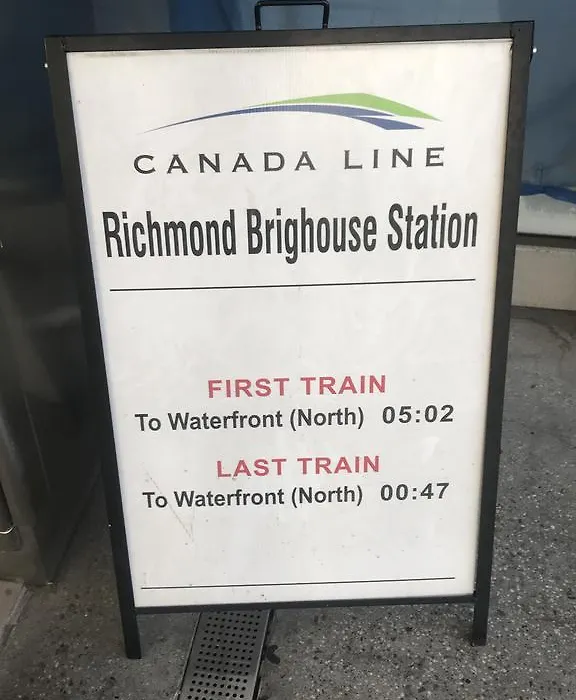 CANADA LINE
Richmond Brighouse Station
FIRST TRAIN
To Waterfront (North) 05:02
LAST TRAIN
To Waterfront (North) 00:47